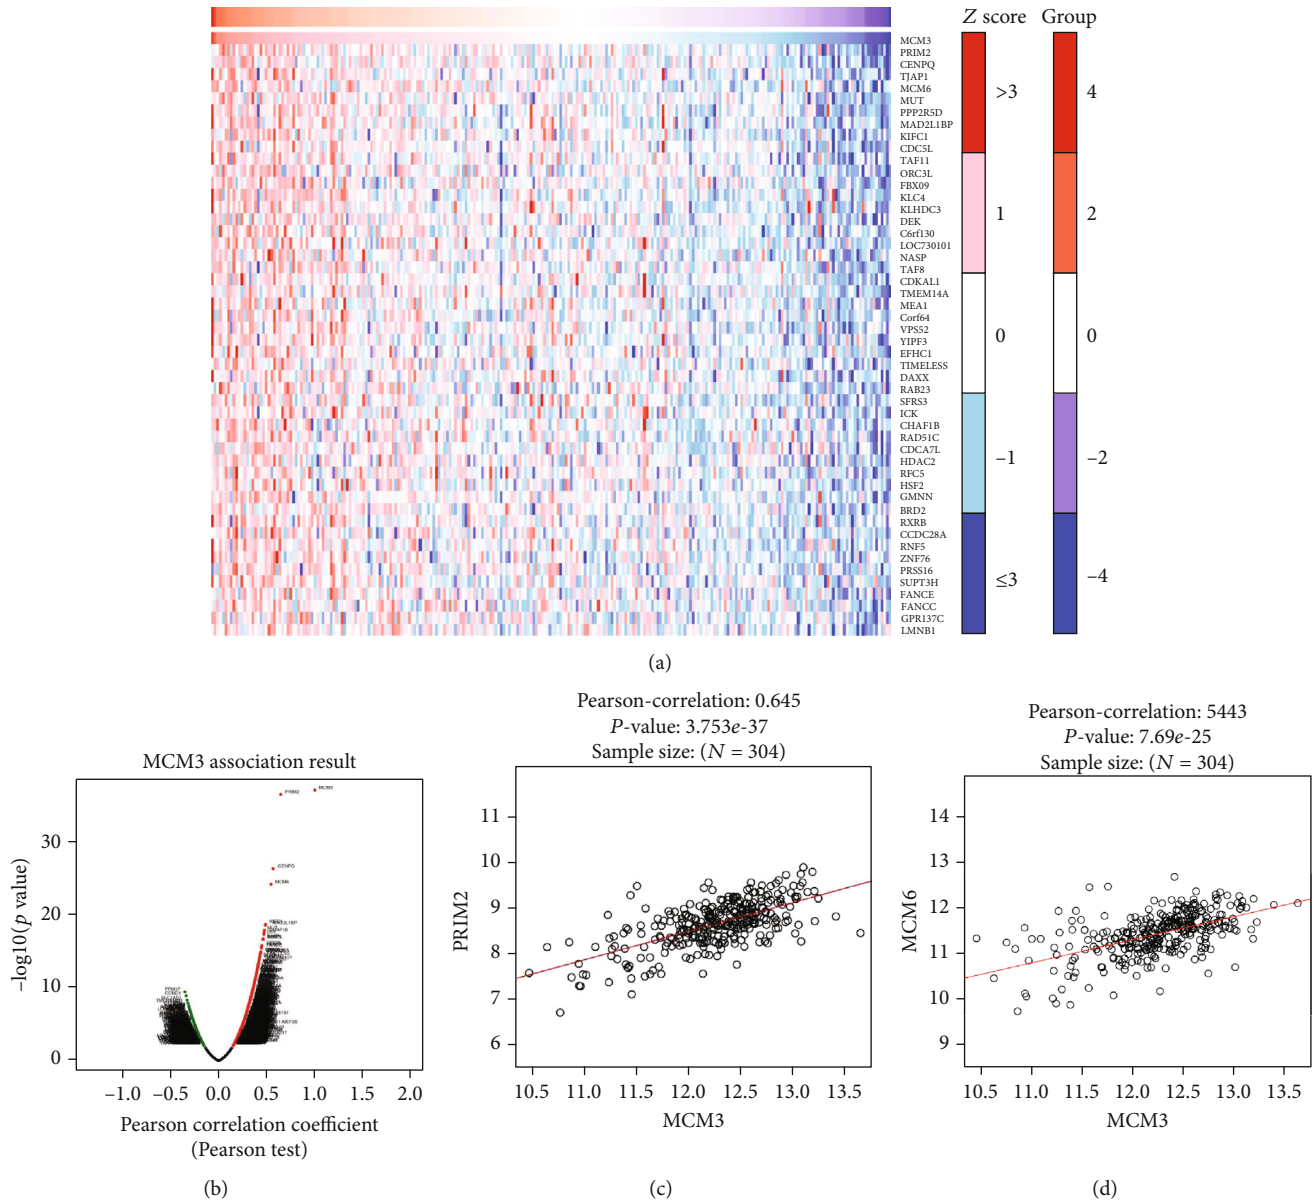 Z score Group
MCM3
PRIM2
CENPQ
TJAP1
MCM6
MUT
PPP2R5D
MAD2L1BP
KIFC1
CDC5L
TAF11
ORC3L
FBX09
KLC4
KLHDC3
DEK
C6rf130
LOC730101
NASP
TAF8
CDKAL1
TMEM14A
MEA1
Corf64
VPS52
YIPF3
EFHC1
TIMELESS
DAXX
RAB23
SFRS3
ICK
CHAF1B
RAD51C
CDCA7L
HDAC2
RFC5
HSF2
GMNN
BRD2
RXRB
CCDC28A
RNF5
ZNF76
PRSS16
SUPT3H
FANCE
FANCC
GPR137C
LMNB1
>3
1
0
−1
≤3
4
2
0
−2
−4
(a)
MCM3 association result
−log10(p value)
30
20
10
0
PRIM2
MCM3
CENPQ
MCM6
−1.0 −0.5 0.0 0.5 1.0 1.5 2.0
Pearson correlation coefficient
(Pearson test)
(b)
Pearson-correlation: 0.645
P-value: 3.753e-37
Sample size: (N = 304)
PRIM2
11
10
9
8
7
6
10.5 11.0 11.5 12.0 12.5 13.0 13.5
MCM3
(c)
Pearson-correlation: 5443
P-value: 7.69e-25
Sample size: (N = 304)
MCM6
14
13
12
11
10
9
10.5 11.0 11.5 12.0 12.5 13.0 13.5
MCM3
(d)